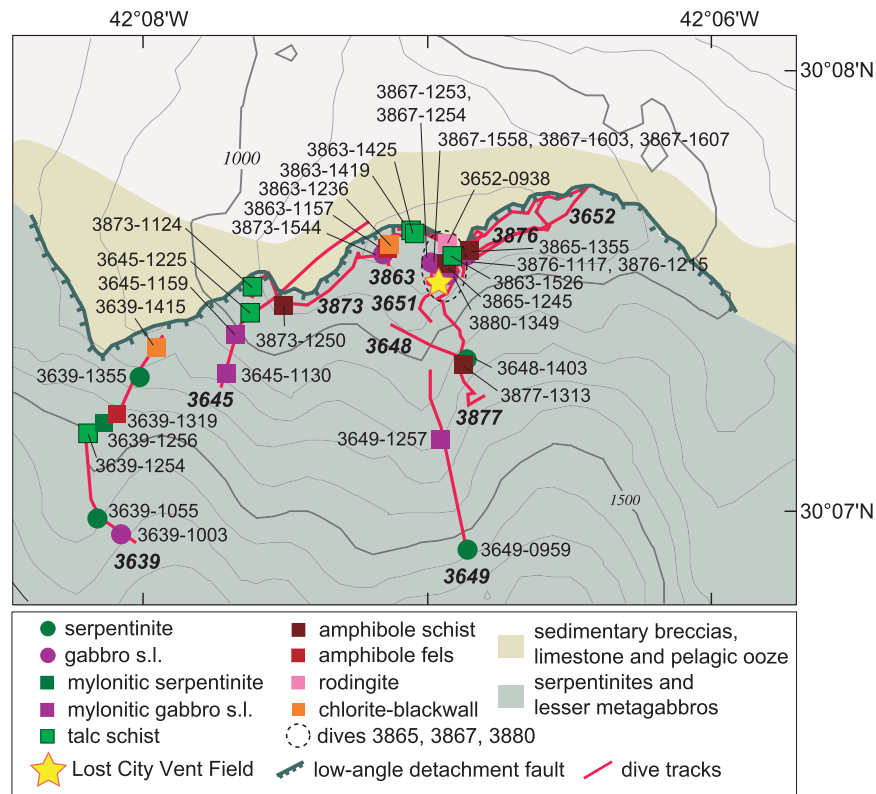 42°08'W
42°06'W
30°08'N
3867-1253,
3867-1254
3867-1558, 3867-1603, 3867-1607
1000
3863-1425
3863-1419
3652-0938
3863-1236
3863-1157
3873-1544
3873-1124
3652
3876
3865-1355
3645-1225
3876-1117, 3876-1215
3863
3863-1526
3645-1159
3873
3651
3865-1245
3639-1415
3880-1349
3873-1250
3648
3648-1403
3639-1355
3645-1130
3877-1313
3645
3877
3639-1319
3639-1256
3649-1257
3639-1254
1500
3639-1055
30°07'N
3639-1003
3649-0959
3639
3649
serpentinite
gabbro s.l.
mylonitic serpentinite
mylonitic gabbro s.l.
talc schist
amphibole schist
amphibole fels
rodingite
chlorite-blackwall
dives 3865, 3867, 3880
sedimentary breccias,
limestone and pelagic ooze
serpentinites and
lesser metagabbros
Lost City Vent Field
low-angle detachment fault
dive tracks